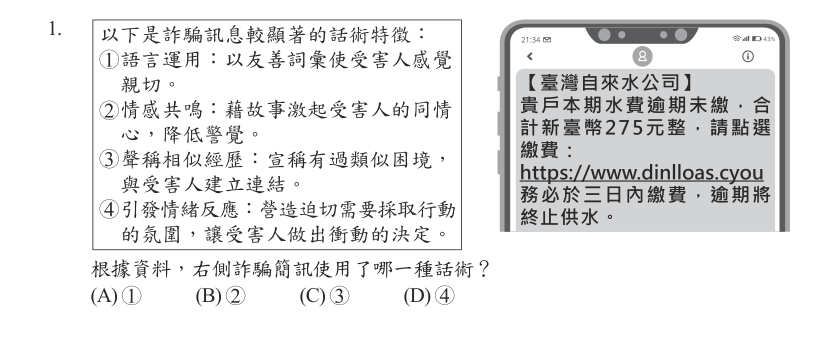 1.
以下是詐騙訊息較顯著的話術特徵：
①語言運用：以友善詞彙使受害人感覺
親切。
②情感共鳴：藉故事激起受害人的同情
心，降低警覺。
③聲稱相似經歷：宣稱有過類似困境，
與受害人建立連結。
④引發情緒反應：營造迫切需要採取行動
的氛圍，讓受害人做出衝動的決定。
21:34
43%
【臺灣自來水公司】
貴戶本期水費逾期未繳，合
計新臺幣275元整，請點選
繳費：
https://www.dinlloas.cyou
務必於三日內繳費，逾期將
終止供水。
根據資料，右側詐騙簡訊使用了哪一種話術？
(A)① (B)② (C)③ (D)④